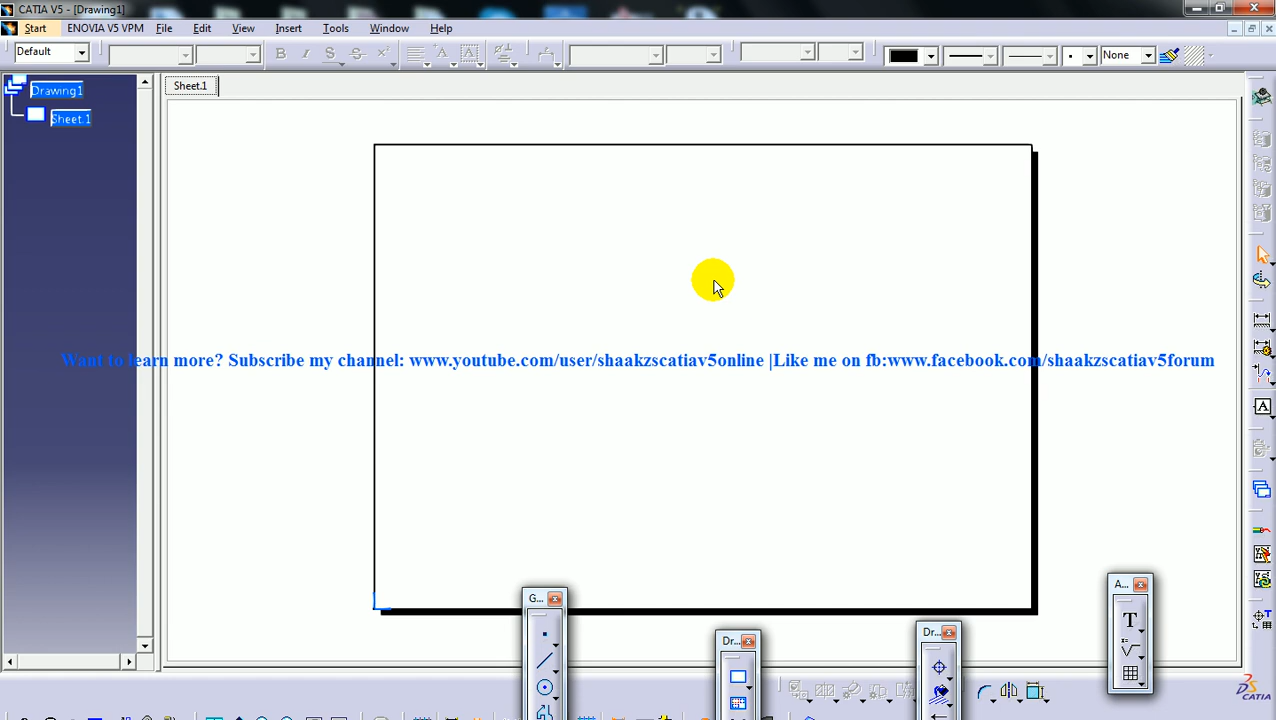 CATIA V5 - [Drawing1]
Start ENOVIA V5 VPM File Edit View Insert Tools Window Help
Default B I S None
Drawing1
Sheet.1
Sheet.1
Want to learn more? Subscribe my channel: www.youtube.com/user/shaakzscatiav5online |Like me on fb:www.facebook.com/shaakzscatiav5forum
G...
Dr...
Dr...
A...
CATIA